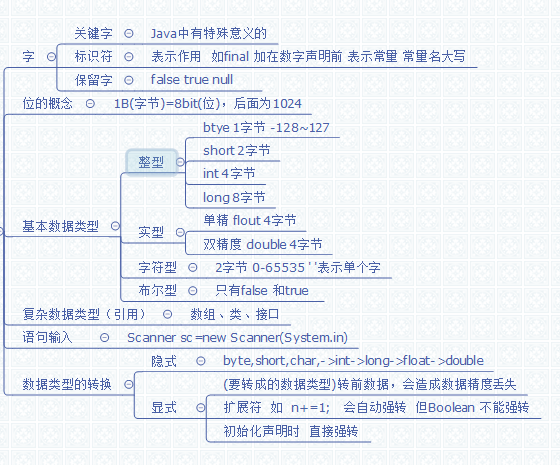 字
关键字 Java中有特殊意义的
标识符 表示作用 如final 加在数字声明前 表示常量 常量名大写
保留字 false true null
位的概念 1B(字节)=8bit(位)，后面为1024
基本数据类型
整型
btye 1字节 -128~127
short 2字节
int 4字节
long 8字节
实型
单精 flout 4字节
双精度 double 4字节
字符型 2字节 0-65535 ' '表示单个字
布尔型 只有false 和true
复杂数据类型（引用） 数组、类、接口
语句输入 Scanner sc=new Scanner(System.in)
数据类型的转换
隐式 byte,short,char,->int->long->float->double
显式
(要转成的数据类型)转前数据，会造成数据精度丢失
扩展符 如 n+=1; 会自动强转 但Boolean 不能强转
初始化声明时 直接强转